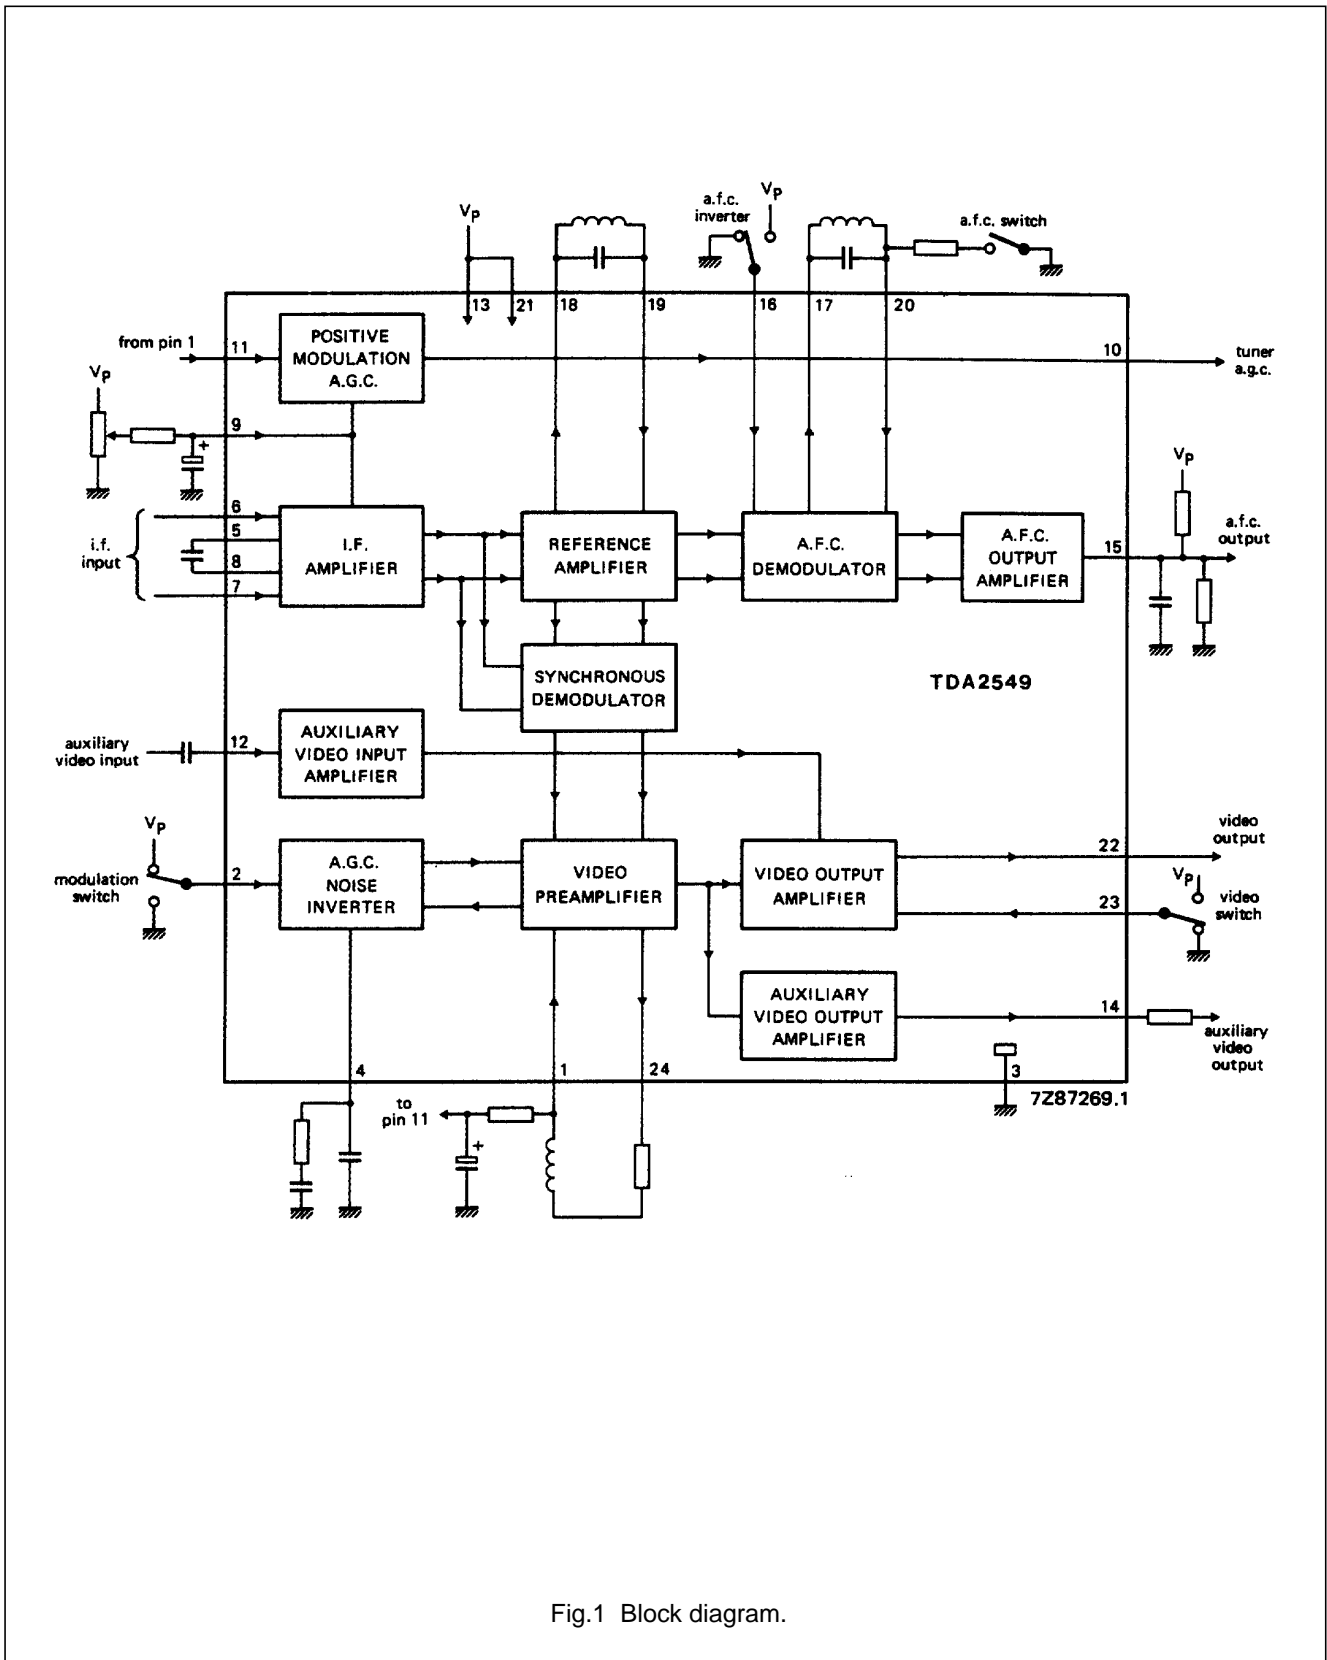 a.f.c.
inverter
Vp
Vp
a.f.c. switch
13
21
18
19
16
17
20
from pin 1
11
POSITIVE
MODULATION
A.G.C.
10
tuner
a.g.c.
Vp
9
+
Vp
6
5
8
7
i.f.
input
I.F.
AMPLIFIER
REFERENCE
AMPLIFIER
A.F.C.
DEMODULATOR
A.F.C.
OUTPUT
AMPLIFIER
15
a.f.c.
output
SYNCHRONOUS
DEMODULATOR
TDA2549
auxiliary
video input
12
AUXILIARY
VIDEO INPUT
AMPLIFIER
Vp
modulation
switch
2
A.G.C.
NOISE
INVERTER
VIDEO
PREAMPLIFIER
VIDEO OUTPUT
AMPLIFIER
22
video
output
Vp
23
video
switch
AUXILIARY
VIDEO OUTPUT
AMPLIFIER
14
auxiliary
video
output
4
1
24
3
7Z87269.1
to
pin 11
+
Fig.1 Block diagram.